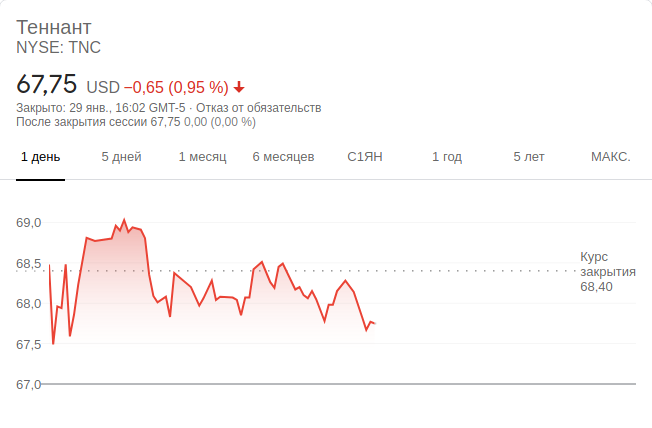 Теннант
NYSE: TNC
67,75 USD −0,65 (0,95 %)
Закрыто: 29 янв., 16:02 GMT-5 · Отказ от обязательств
После закрытия сессии 67,75 0,00 (0,00 %)
1 день 5 дней 1 месяц 6 месяцев С1ЯН 1 год 5 лет МАКС.
69,0
68,5
68,0
67,5
67,0
Курс
закрытия
68,40